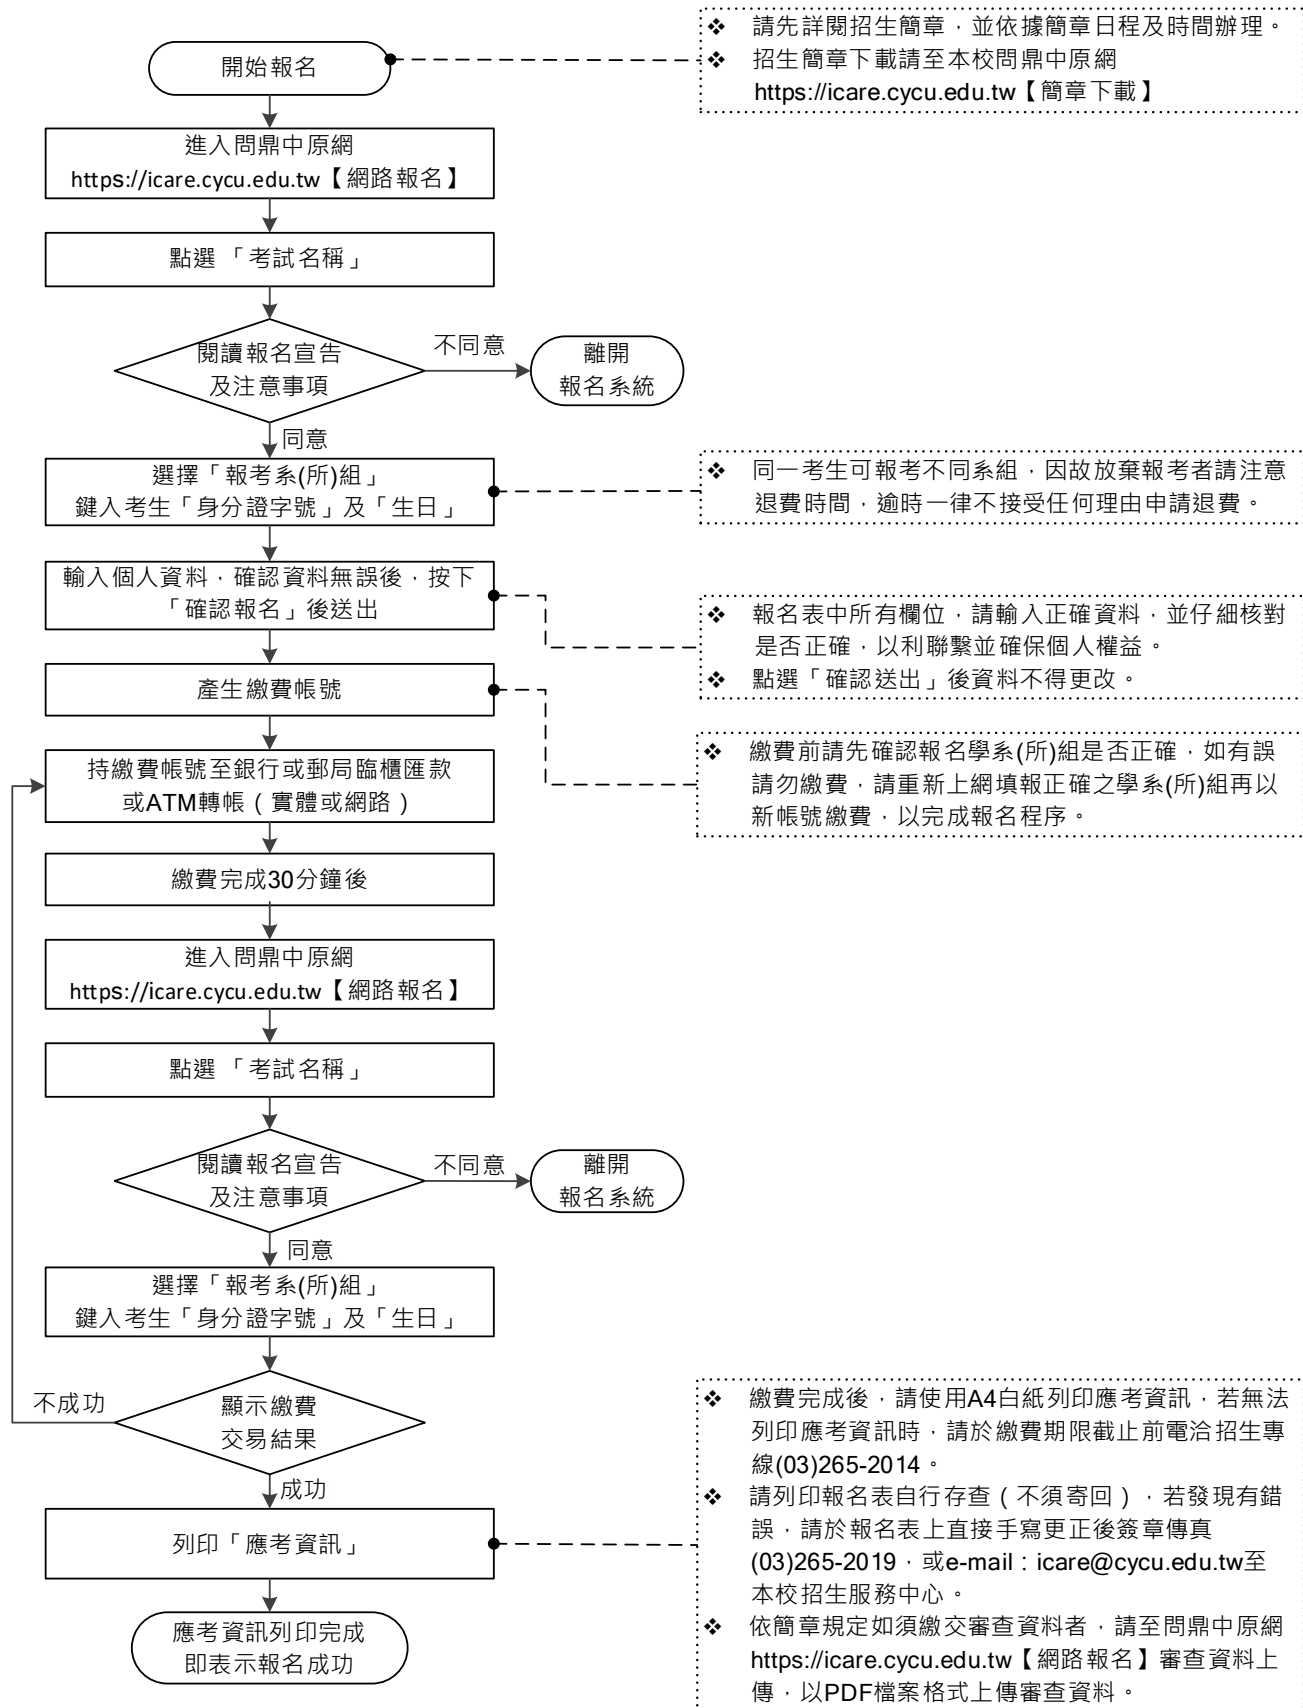 開始報名
❖ 請先詳閱招生簡章，並依據簡章日程及時間辦理。
❖ 招生簡章下載請至本校問鼎中原網
https://icare.cycu.edu.tw【簡章下載】
進入問鼎中原網
https://icare.cycu.edu.tw【網路報名】
點選「考試名稱」
閱讀報名宣告
及注意事項
不同意
離開
報名系統
同意
選擇「報考系(所)組」
鍵入考生「身分證字號」及「生日」
❖ 同一考生可報考不同系組，因故放棄報考者請注意
退費時間，逾時一律不接受任何理由申請退費。
輸入個人資料，確認資料無誤後，按下
「確認報名」後送出
❖ 報名表中所有欄位，請輸入正確資料，並仔細核對
是否正確，以利聯繫並確保個人權益。
❖ 點選「確認送出」後資料不得更改。
產生繳費帳號
❖ 繳費前請先確認報名學系(所)組是否正確，如有誤
請勿繳費，請重新上網填報正確之學系(所)組再以
新帳號繳費，以完成報名程序。
持繳費帳號至銀行或郵局臨櫃匯款
或ATM轉帳（實體或網路）
繳費完成30分鐘後
進入問鼎中原網
https://icare.cycu.edu.tw【網路報名】
點選「考試名稱」
閱讀報名宣告
及注意事項
不同意
離開
報名系統
同意
選擇「報考系(所)組」
鍵入考生「身分證字號」及「生日」
不成功
顯示繳費
交易結果
成功
❖ 繳費完成後，請使用A4白紙列印應考資訊，若無法
列印應考資訊時，請於繳費期限截止前電洽招生專
線(03)265-2014。
❖ 請列印報名表自行存查（不須寄回），若發現有錯
誤，請於報名表上直接手寫更正後簽章傳真
(03)265-2019，或e-mail：icare@cycu.edu.tw至
本校招生服務中心。
❖ 依簡章規定如須繳交審查資料者，請至問鼎中原網
https://icare.cycu.edu.tw【網路報名】審查資料上
傳，以PDF檔案格式上傳審查資料。
列印「應考資訊」
應考資訊列印完成
即表示報名成功